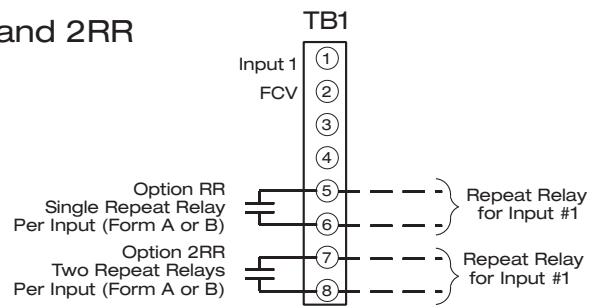 and 2RR
TB1
Input 1
FCV
1
2
3
4
5
6
7
8
Option RR
Single Repeat Relay
Per Input (Form A or B)
Option 2RR
Two Repeat Relays
Per Input (Form A or B)
Repeat Relay
for Input #1
Repeat Relay
for Input #1